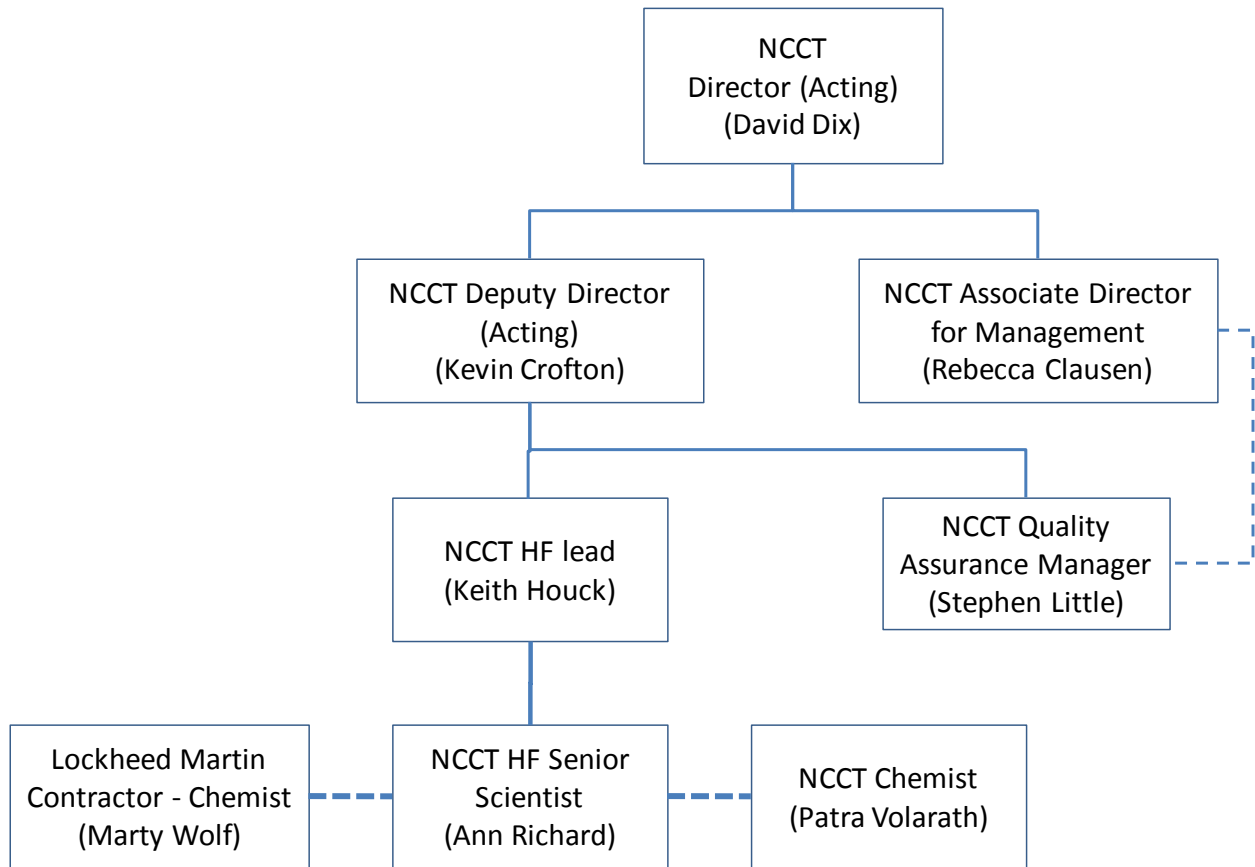 NCCT
Director (Acting)
(David Dix)
NCCT Deputy Director
(Acting)
(Kevin Crofton)
NCCT Associate Director
for Management
(Rebecca Clausen)
NCCT HF lead
(Keith Houck)
NCCT Quality
Assurance Manager
(Stephen Little)
Lockheed Martin
Contractor - Chemist
(Marty Wolf)
NCCT HF Senior
Scientist
(Ann Richard)
NCCT Chemist
(Patra Volarath)